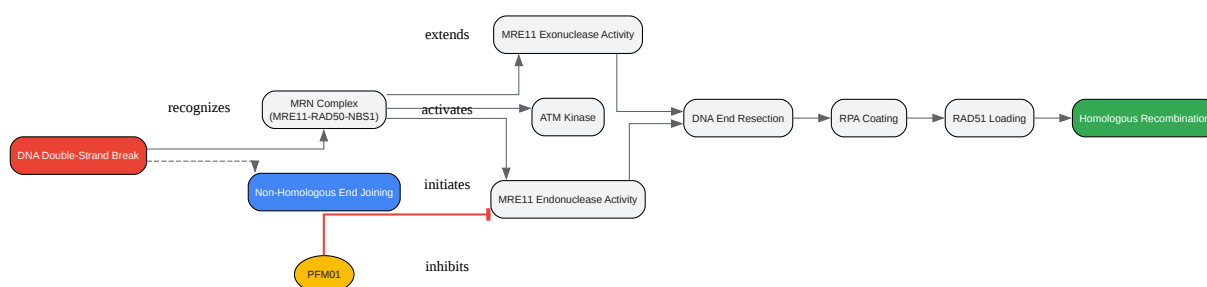 extends
MRE11 Exonuclease Activity
recognizes
MRN Complex
(MRE11-RAD50-NBS1)
activates
ATM Kinase
DNA End Resection
RPA Coating
RAD51 Loading
Homologous Recombination
DNA Double-Strand Break
Non-Homologous End Joining
initiates
MRE11 Endonuclease Activity
PFM01
inhibits